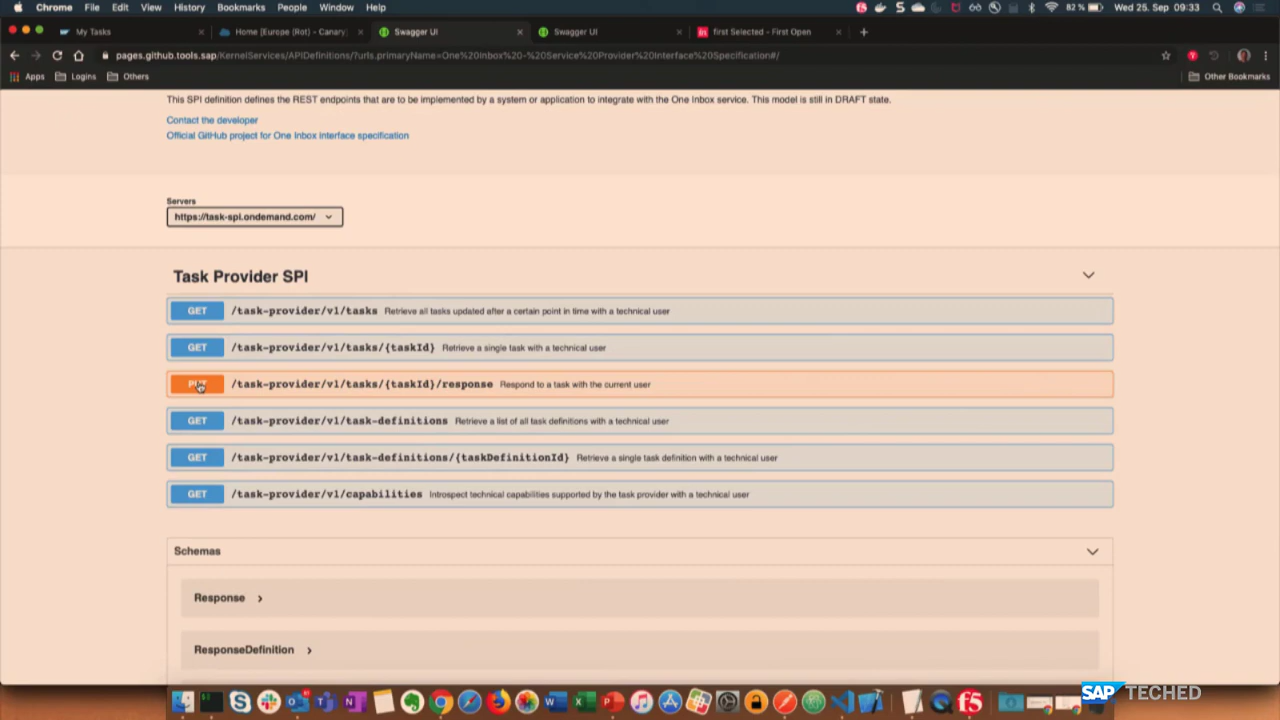 Chrome File Edit View History Bookmarks People Window Help 82 % Wed 25. Sep 09:33
My Tasks Home [Europe (Rot) - Canary Swagger UI Swagger UI first Selected - First Open
pages.github.tools.sap/KernelServices/APIDefinitions/?urls.primaryName=One%20Inbox%20-%20Service%20Provider%20Interface%20Specification#/
Apps Logins Others Other Bookmarks
This SPI definition defines the REST endpoints that are to be implemented by a system or application to integrate with the One Inbox service. This model is still in DRAFT state.
Contact the developer
Official GitHub project for One Inbox interface specification
Servers
https://task-spi.ondemand.com/
Task Provider SPI
GET /task-provider/v1/tasks Retrieve all tasks updated after a certain point in time with a technical user
GET /task-provider/v1/tasks/{taskId} Retrieve a single task with a technical user
PUT /task-provider/v1/tasks/{taskId}/response Respond to a task with the current user
GET /task-provider/v1/task-definitions Retrieve a list of all task definitions with a technical user
GET /task-provider/v1/task-definitions/{taskDefinitionId} Retrieve a single task definition with a technical user
GET /task-provider/v1/capabilities Introspect technical capabilities supported by the task provider with a technical user
Schemas
Response
ResponseDefinition
SAP TECHED